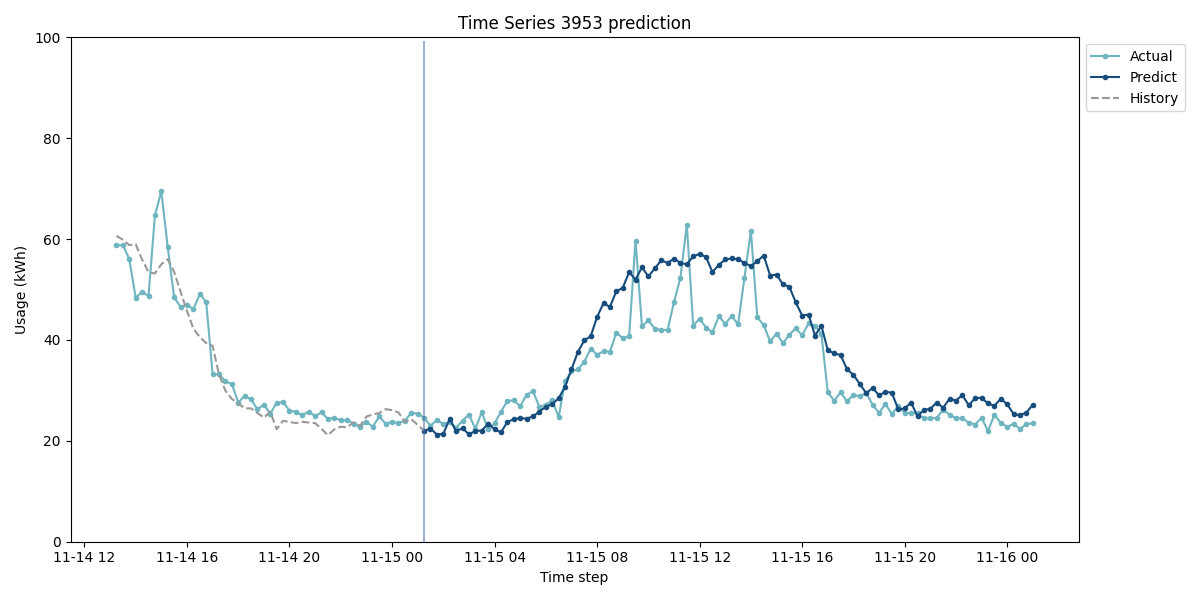 Time Series 3953 prediction
100
80
60
40
20
0
Usage (kWh)
11-14 12
11-14 16
11-14 20
11-15 00
11-15 04
11-15 08
11-15 12
11-15 16
11-15 20
11-16 00
Time step
Actual
Predict
History